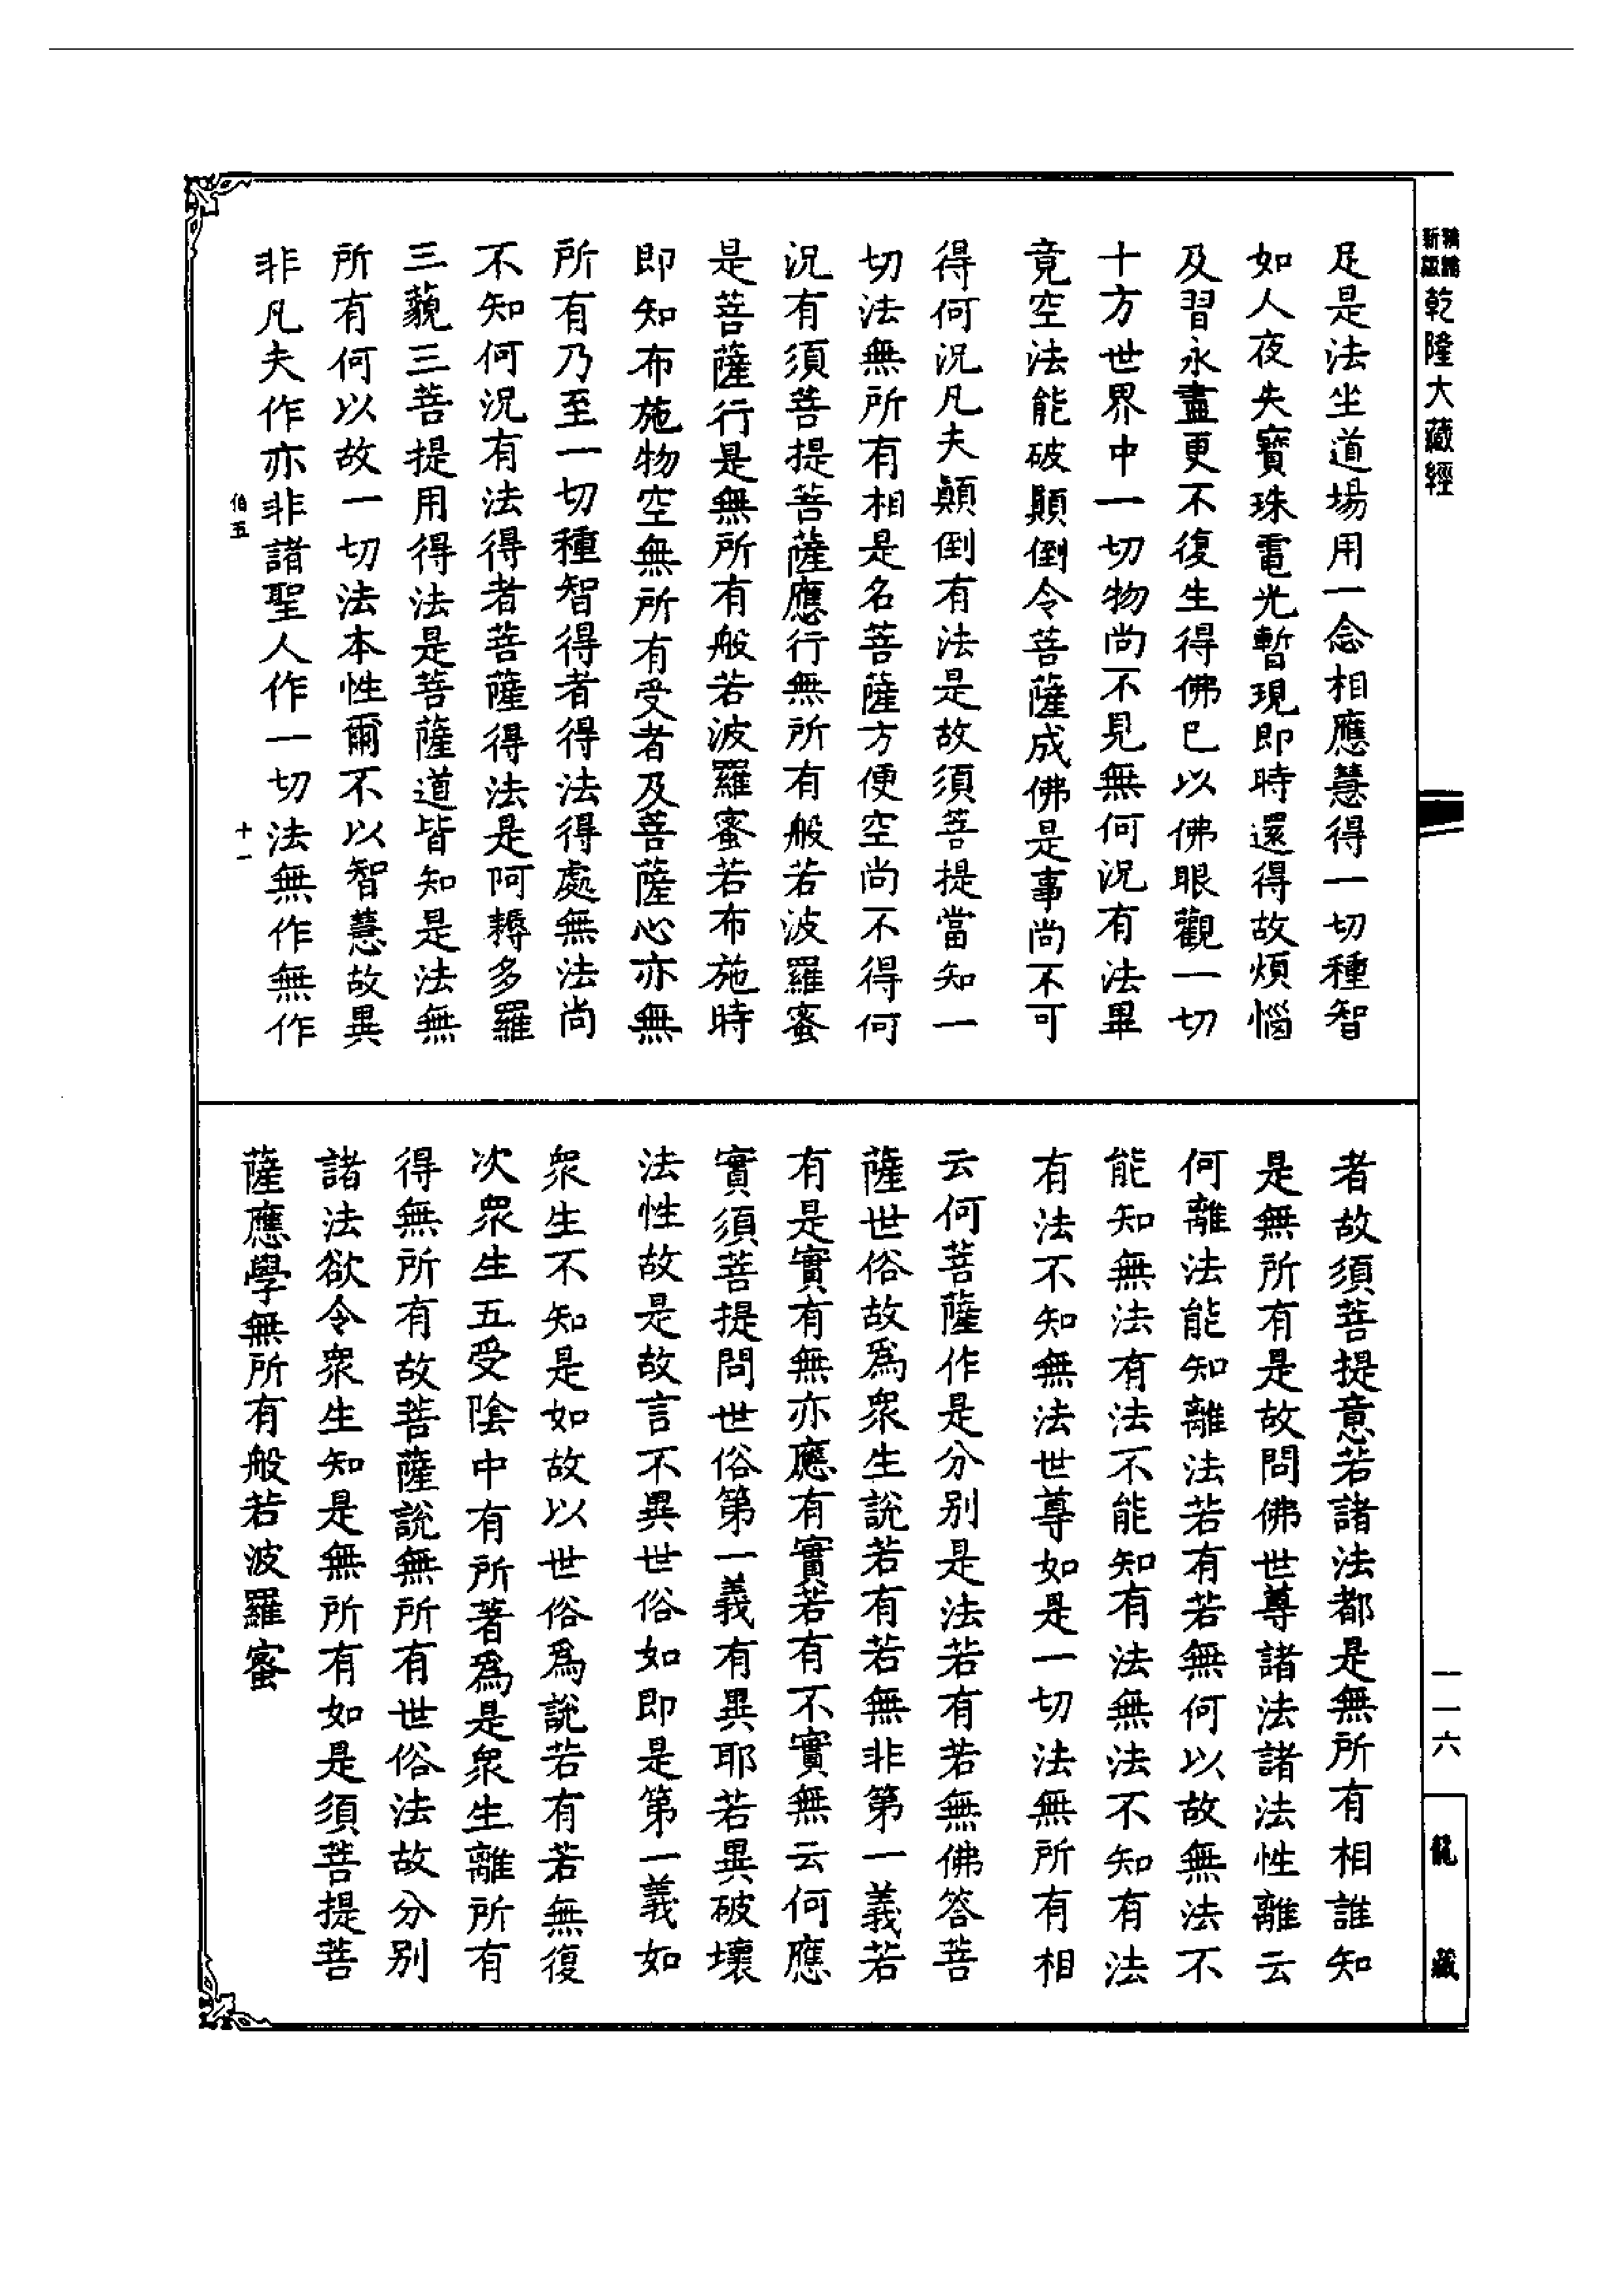 乾隆大藏經
足是法坐道場用一念相應慧得一切種智
如人夜失寶珠電光暫現即時還得故煩惱
及習永盡更不復生得佛已以佛眼觀一切
十方世界中一切物尚不見無何況有法畢
竟空法能破顛倒令菩薩成佛是事尚不可
得何況凡夫顛倒有法是故須菩提當知一
切法無所有相是名菩薩方便空尚不得何
況有須菩提菩薩應行無所有般若波羅蜜
是菩薩行是無所有般若波羅蜜若布施時
即知布施物空無所有受者及菩薩心亦無
所有乃至一切種智得者得法得處無法尚
不知何況有法得者菩薩得法是阿耨多羅
三藐三菩提用得法是菩薩道皆知是法無
所有何以故一切法本性爾不以智慧故異
非凡夫作亦非諸聖人作一切法無作無作
伯五
十一
者故須菩提意若諸法都是無所有相誰知
是無所有是故問佛世尊諸法諸法性離云
何離法能知離法若有若無何以故無法不
能知無法有法不能知有法無法不知有法
有法不知無法世尊如是一切法無所有相
云何菩薩作是分別是法若有若無佛答菩
薩世俗故為衆生說若有若無非第一義若
有是實有無亦應有實若有不實無云何應
實須菩提問世俗第一義有異耶若異破壞
法性故是故言不異世俗如即是第一義如
衆生不知是如故以世俗為說若有若無復
次衆生五受陰中有所著為是衆生離所有
得無所有故菩薩說無所有世俗法故分別
諸法欲令衆生知是無所有如是須菩提菩
薩應學無所有般若波羅蜜
一一六
龍藏